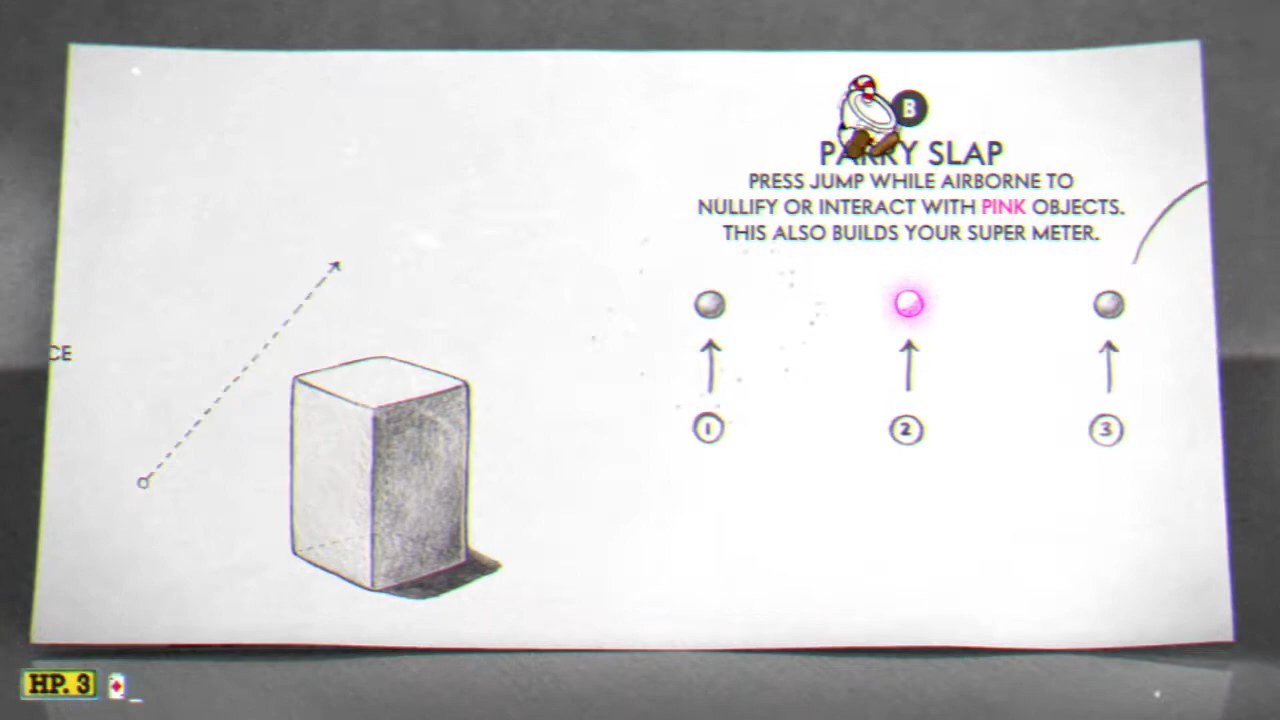 B
PARRY SLAP
PRESS JUMP WHILE AIRBORNE TO
NULLIFY OR INTERACT WITH PINK OBJECTS.
THIS ALSO BUILDS YOUR SUPER METER.
CE
1 2 3
HP. 3